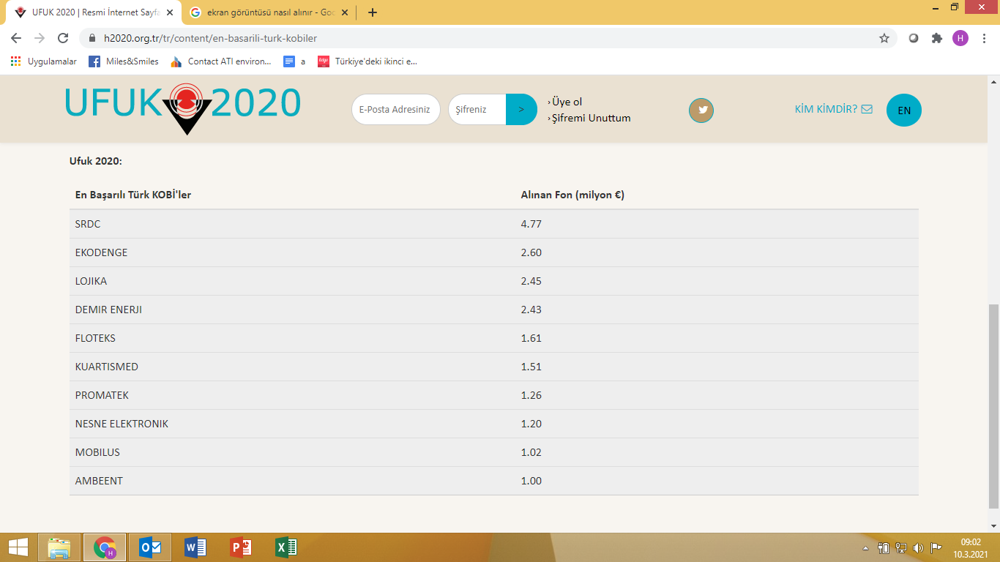 UFUK 2020 | Resmi İnternet Sayfa
ekran görüntüsü nasıl alınır - Goo
h2020.org.tr/tr/content/en-basarili-turk-kobiler
H
Uygulamalar
Miles&Smiles
Contact ATI environ...
a
Türkiye'deki ikinci e...
UFUK 2020
E-Posta Adresiniz
Şifreniz
>
› Üye ol
› Şifremi Unuttum
KİM KİMDİR?
EN
Ufuk 2020:
En Başarılı Türk KOBİ'ler Alınan Fon (milyon €)
SRDC 4.77
EKODENGE 2.60
LOJIKA 2.45
DEMIR ENERJI 2.43
FLOTEKS 1.61
KUARTISMED 1.51
PROMATEK 1.26
NESNE ELEKTRONIK 1.20
MOBILUS 1.02
AMBEENT 1.00
09:02
10.3.2021